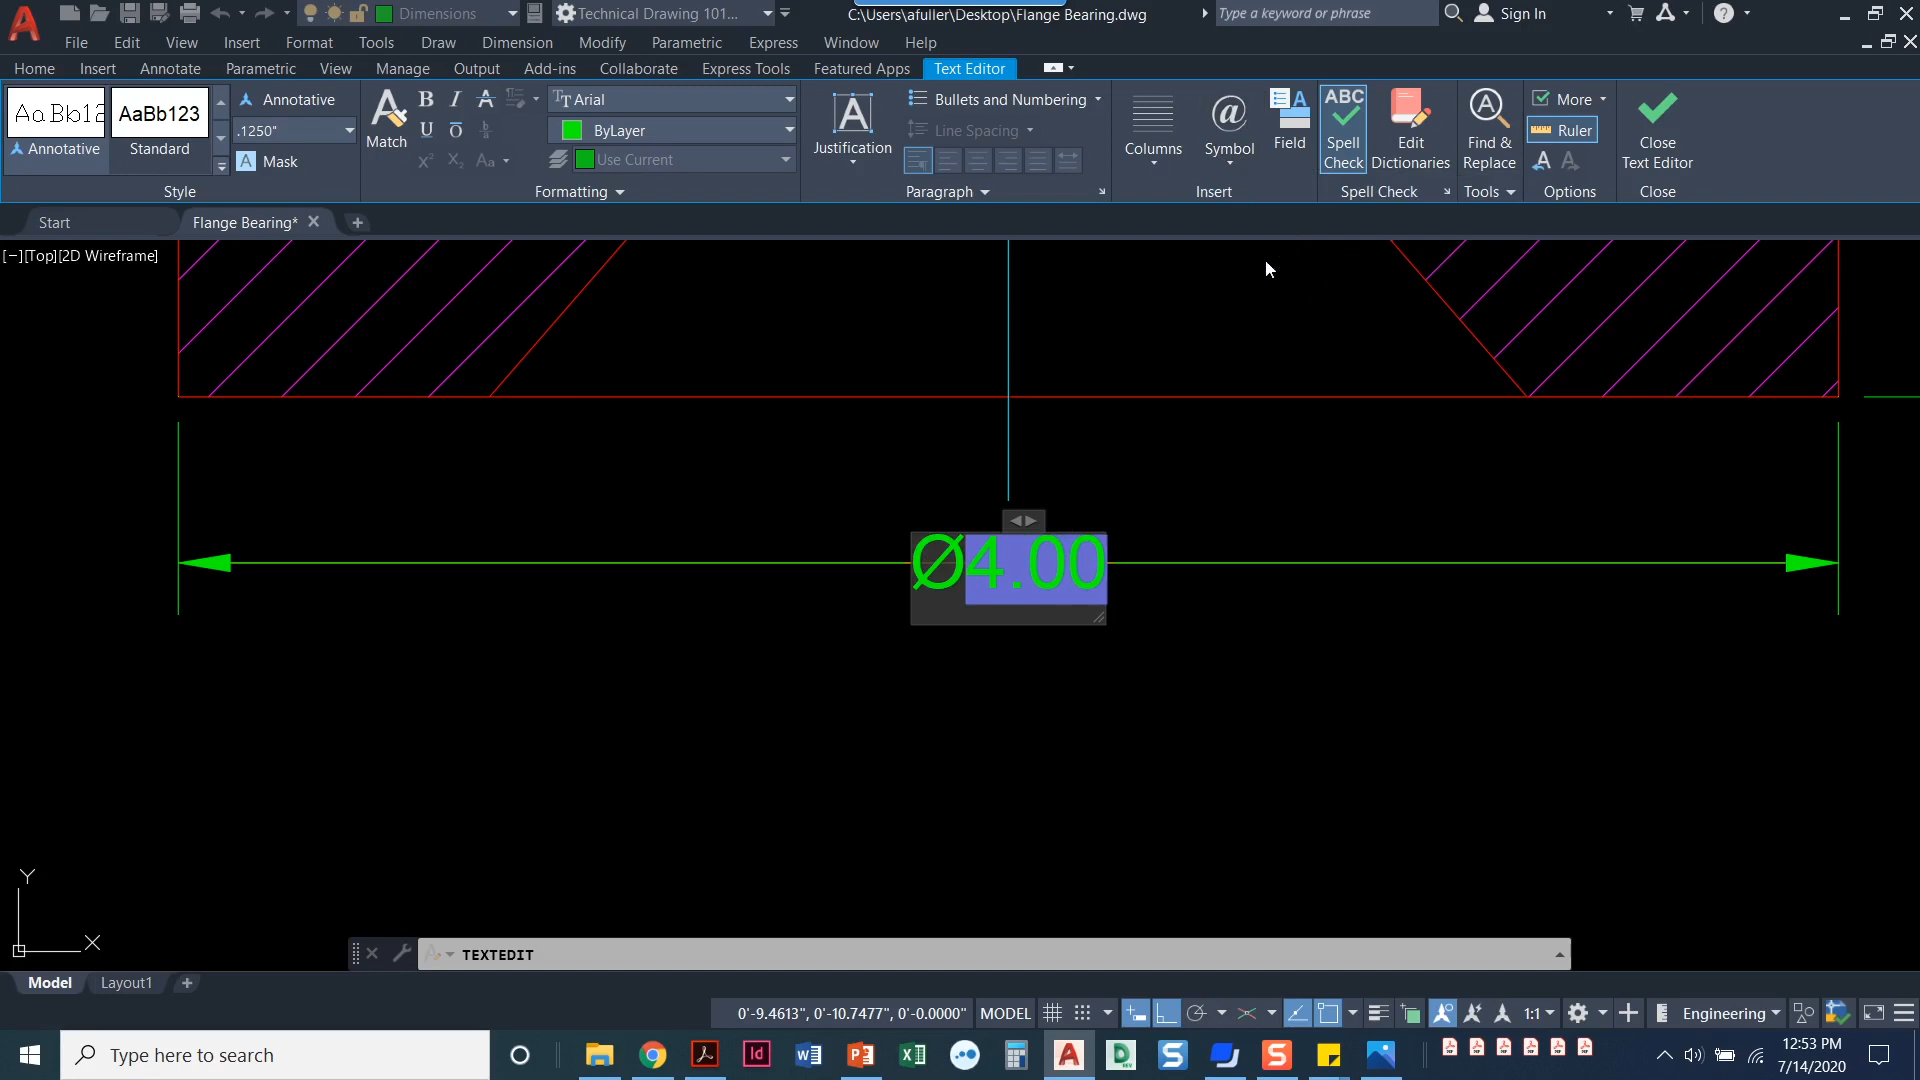 Dimensions
Technical Drawing 101...
C:\Users\afuller\Desktop\Flange Bearing.dwg
Type a keyword or phrase
Sign In
File Edit View Insert Format Tools Draw Dimension Modify Parametric Express Window Help
Home Insert Annotate Parametric View Manage Output Add-ins Collaborate Express Tools Featured Apps Text Editor
AaBb12 AaBb123
Annotative Standard
Annotative
.1250"
Mask
Style
Match
B I A
U O
Arial
ByLayer
Use Current
Formatting
Justification
Bullets and Numbering
Line Spacing
Paragraph
Columns
Symbol
Field
Insert
ABC
Spell
Check
Edit
Dictionaries
Spell Check
Find &
Replace
Tools
More
Ruler
Options
Close
Text Editor
Close
Start
Flange Bearing*
[−][Top][2D Wireframe]
Ø4.00
Y
X
TEXTEDIT
Model Layout1
0'-9.4613", 0'-10.7477", 0'-0.0000" MODEL
1:1
Engineering
Type here to search
12:53 PM
7/14/2020